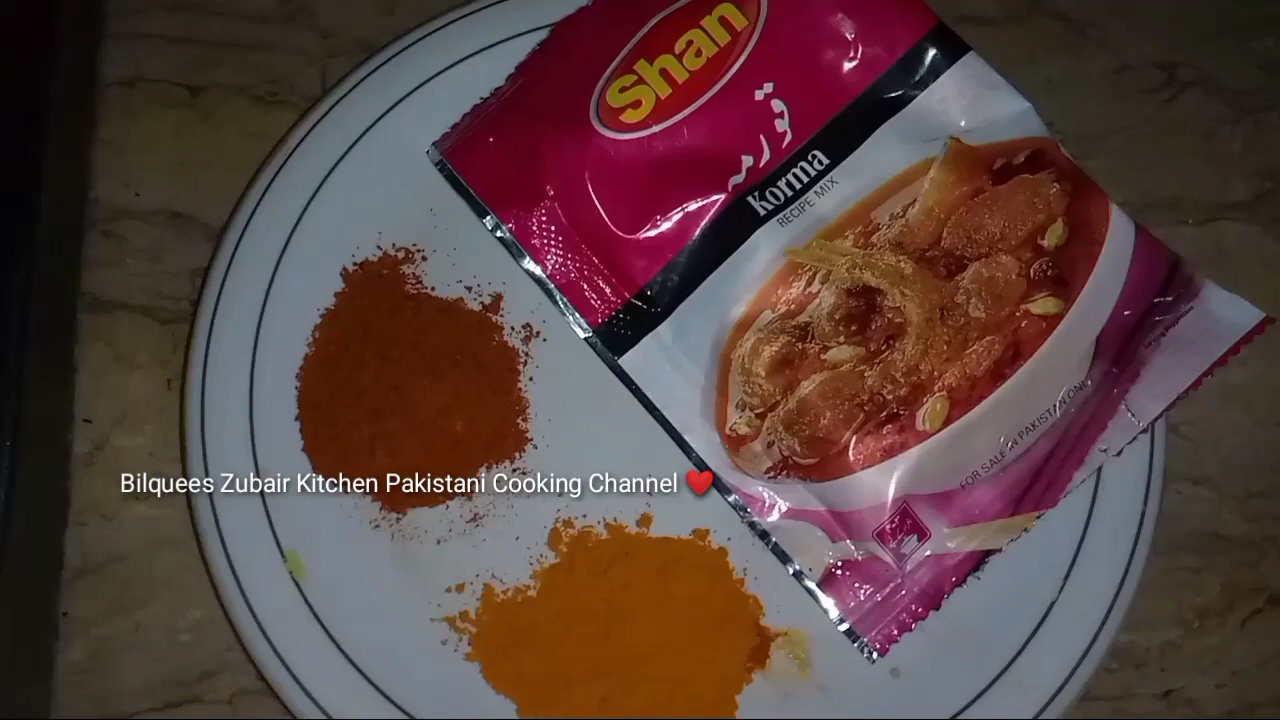 Shan
قورمہ
Korma
RECIPE MIX
FOR SALE IN PAKISTAN ONLY
Bilquees Zubair Kitchen Pakistani Cooking Channel ❤️